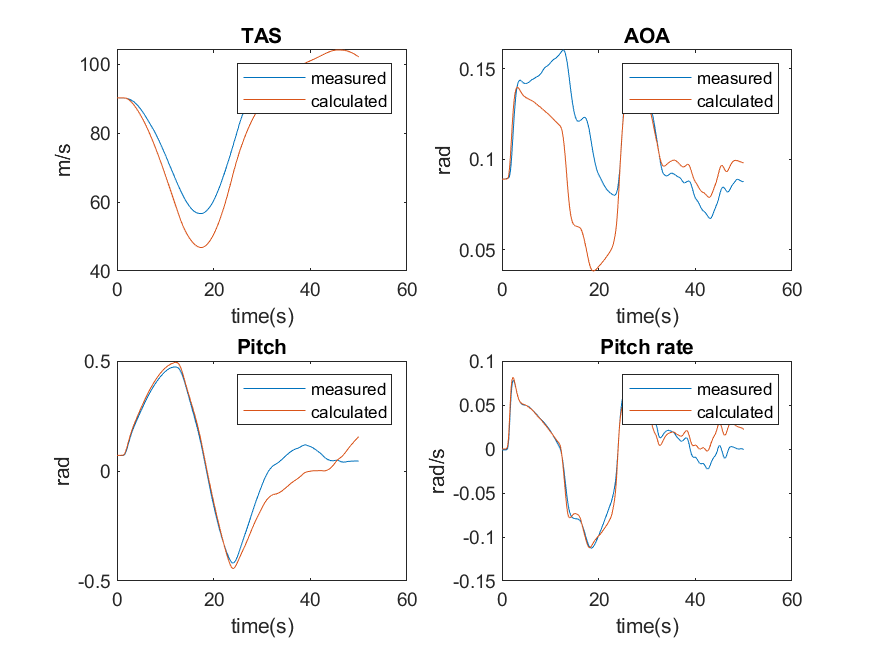 TAS
100
80
60
40
m/s
measured
calculated
0
20
40
60
time(s)
AOA
0.15
0.1
0.05
rad
measured
calculated
0
20
40
60
time(s)
Pitch
0.5
0
-0.5
rad
measured
calculated
0
20
40
60
time(s)
Pitch rate
0.1
0.05
0
-0.05
-0.1
-0.15
rad/s
measured
calculated
0
20
40
60
time(s)